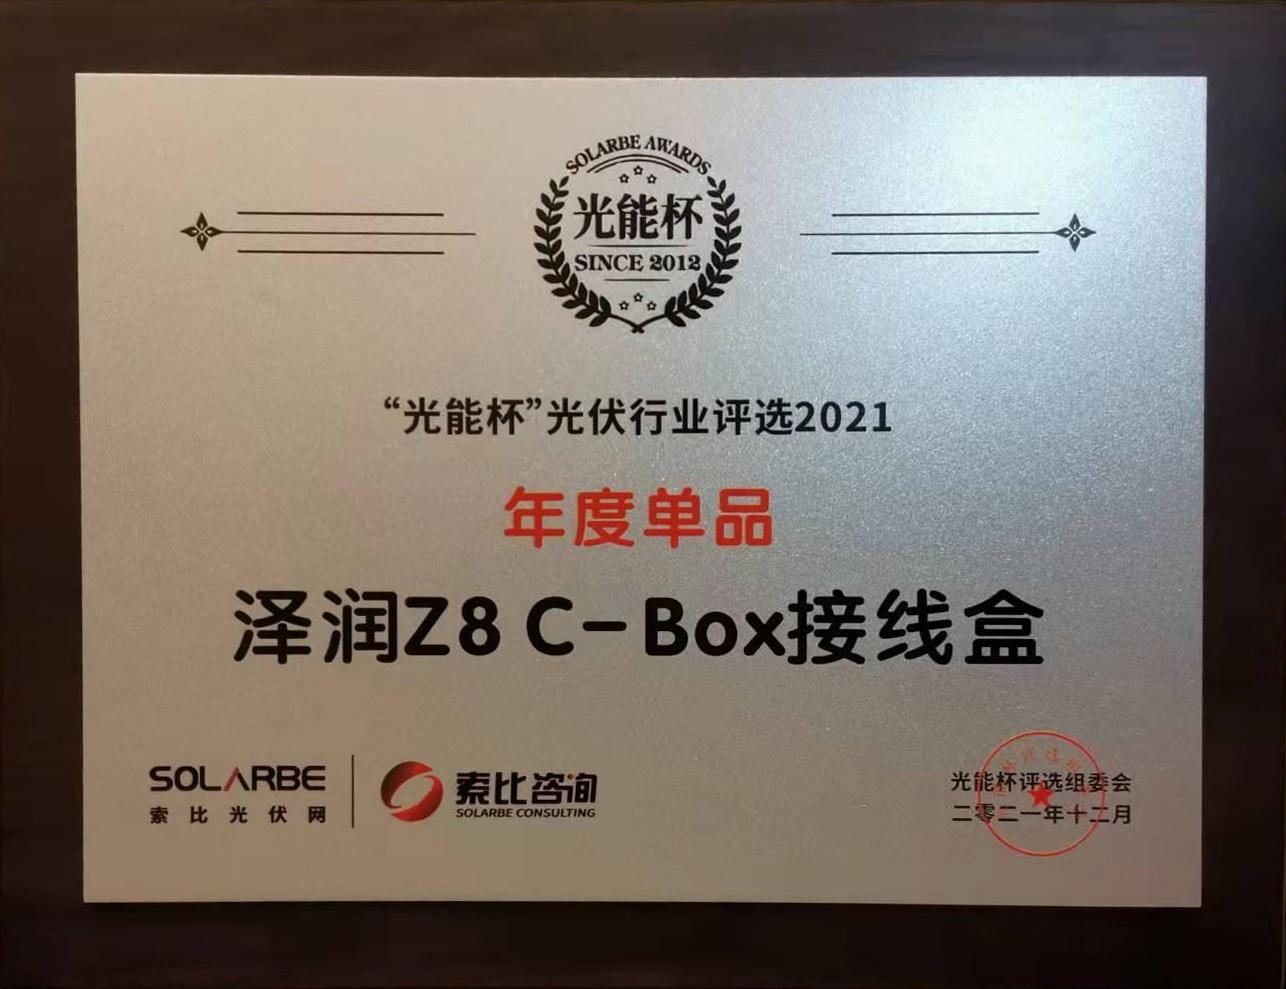 SOLARBE AWARDS
光能杯
SINCE 2012
“光能杯”光伏行业评选2021
年度单品
泽润Z8 C-Box接线盒
SOLARBE
索比光伏网
索比咨询
SOLARBE CONSULTING
光能杯评选组委会
二零二一年十二月